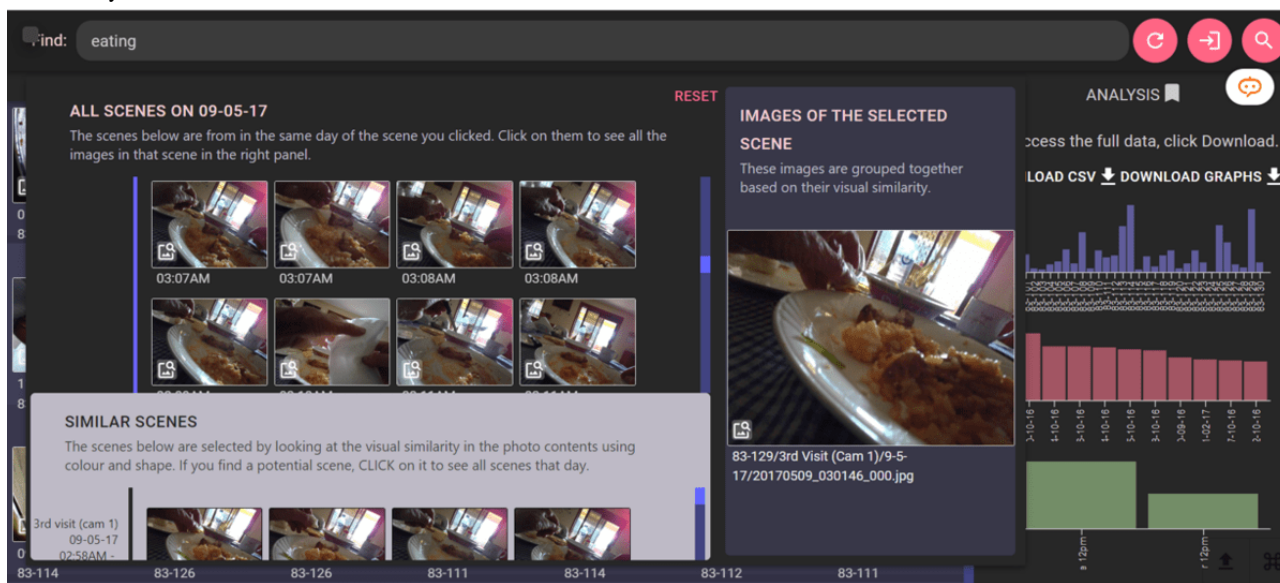 Find:
eating
ALL SCENES ON 09-05-17
RESET
The scenes below are from in the same day of the scene you clicked. Click on them to see all the
images in that scene in the right panel.
03:07AM
03:07AM
03:08AM
03:08AM
SIMILAR SCENES
The scenes below are selected by looking at the visual similarity in the photo contents using
colour and shape. If you find a potential scene, CLICK on it to see all scenes that day.
3rd visit (cam 1)
09-05-17
02:58AM -
IMAGES OF THE SELECTED
SCENE
These images are grouped together
based on their visual similarity.
83-129/3rd Visit (Cam 1)/9-5-
17/20170509_030146_000.jpg
ANALYSIS
the full data, click Download.
CSV
DOWNLOAD GRAPHS
12pm
12pm
83-114
83-126
83-126
83-111
83-114
83-112
83-111